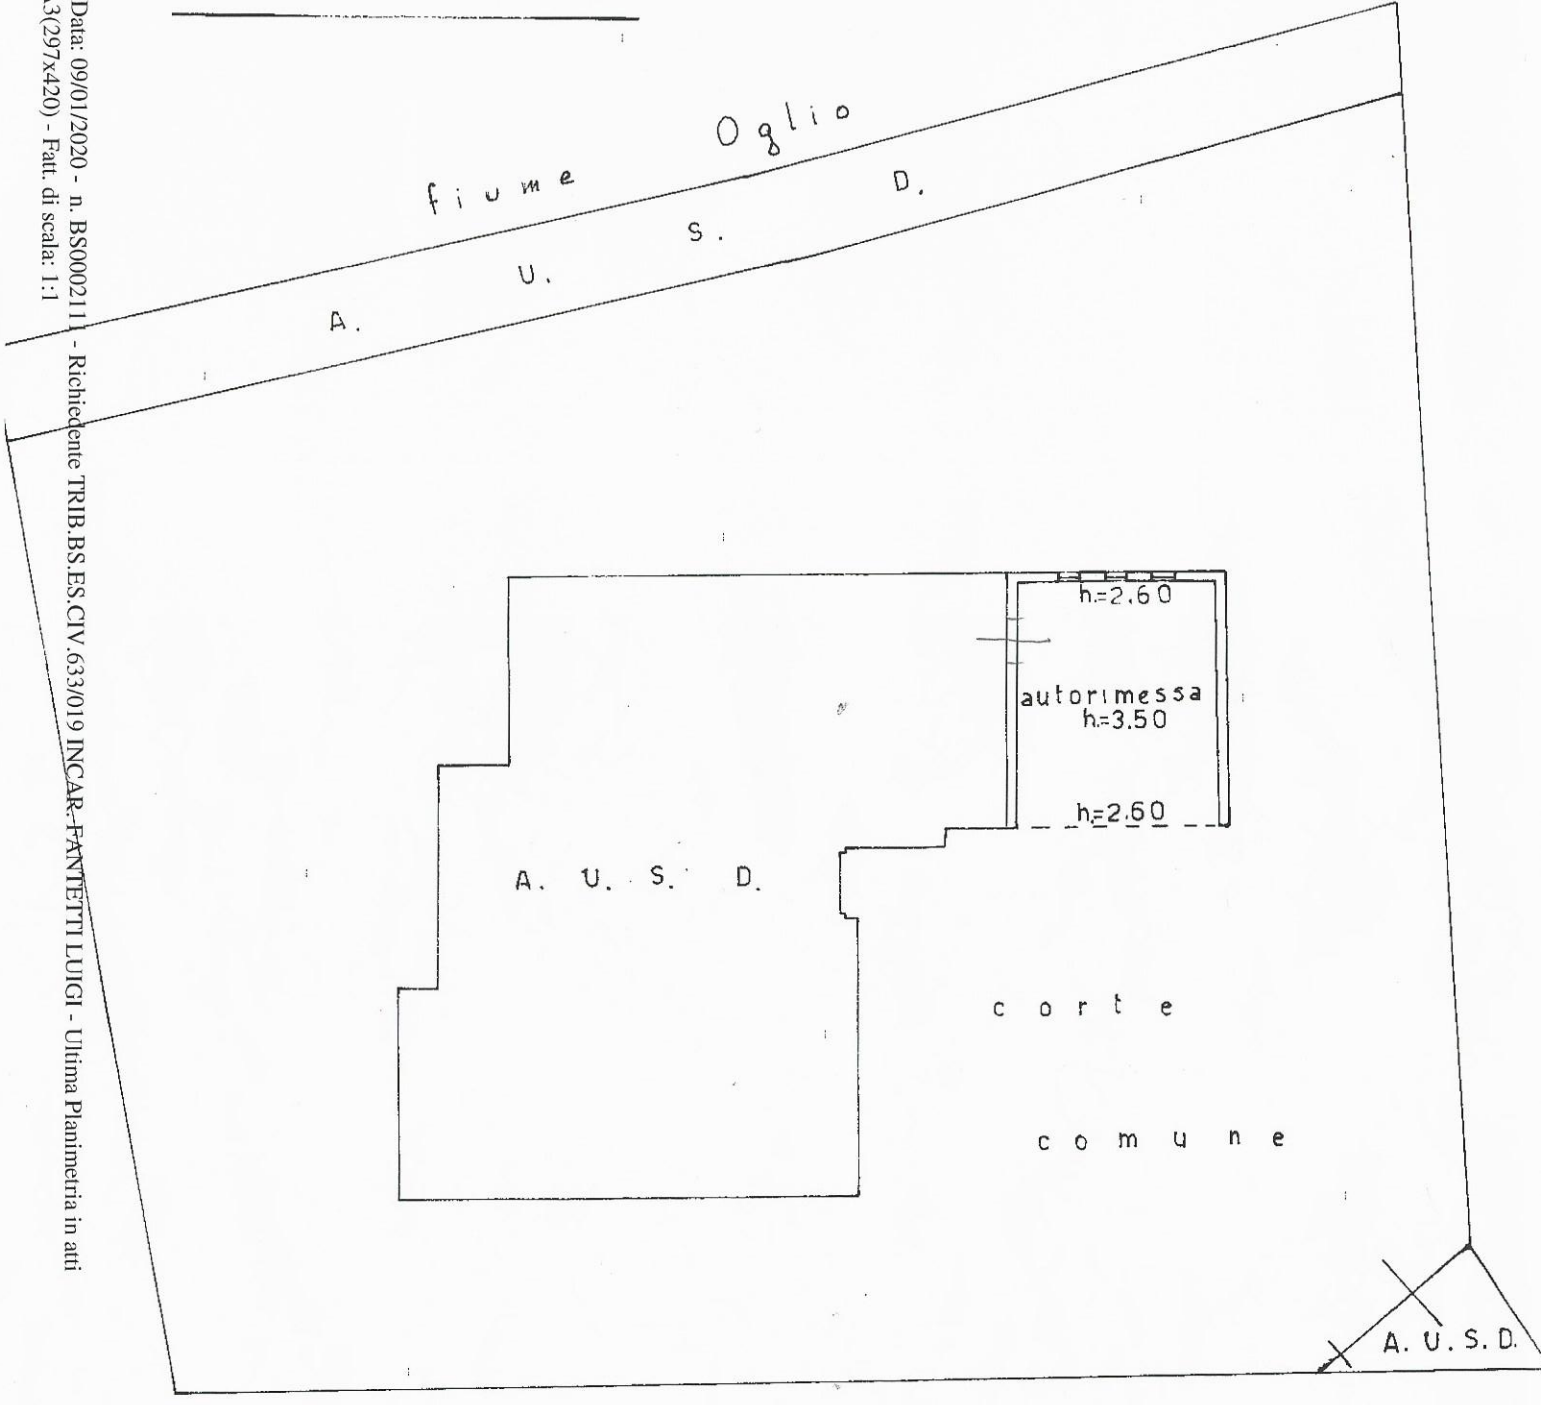 Data: 09/01/2020 - n. BS0002111 - Richiedente TRIB.BS.ES.CIV.633/019 INCAR. FANTETTI LUIGI - Ultima Planimetria in atti
A3(297x420) - Fatt. di scala: 1:1
fiume Oglio
A. U. S. D.
h.=2.60
autorimessa
h.=3.50
h.=2.60
A. U. S. D.
corte
comune
A. U. S. D.